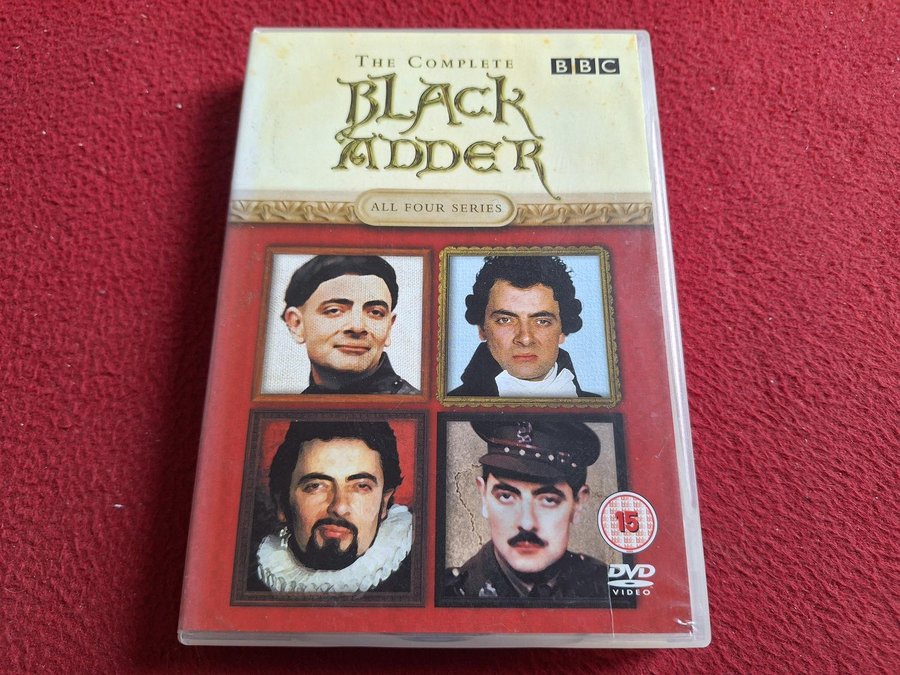 THE COMPLETE
BBC
BLACK
ADDER
ALL FOUR SERIES
15
DVD
VIDEO